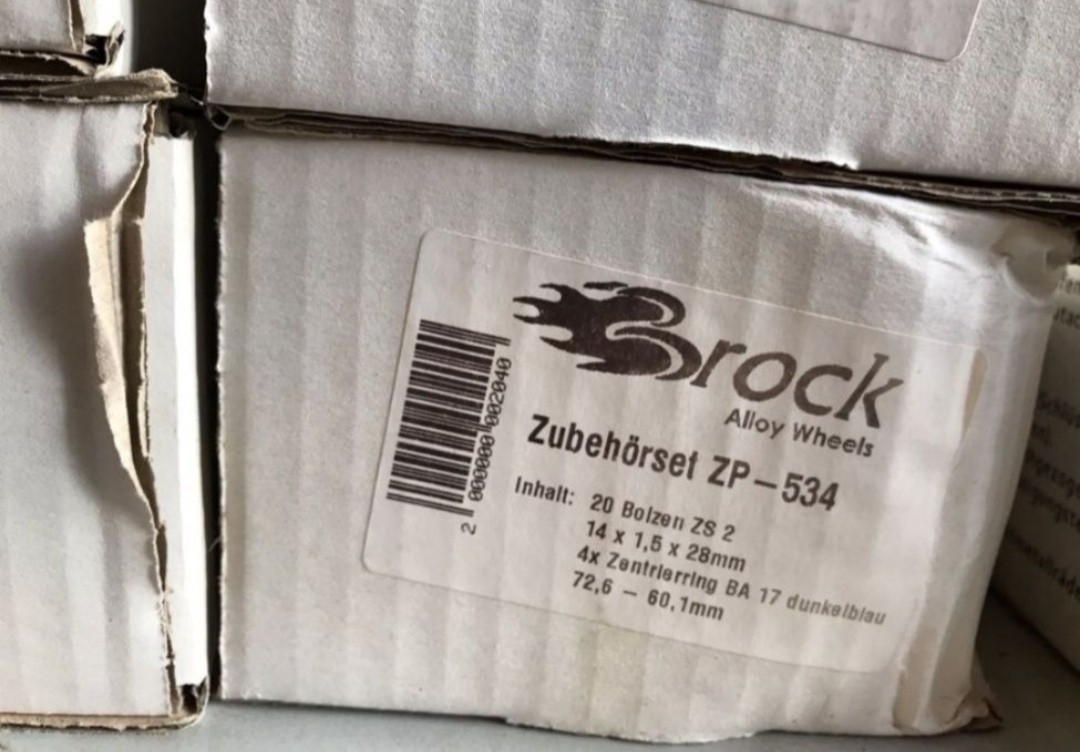 Brock
Alloy Wheels
Zubehörset ZP-534
Inhalt: 20 Bolzen ZS 2
14 x 1,5 x 28mm
4x Zentrierring BA 17 dunkelblau
72,6 - 60,1mm
2 000000 002040